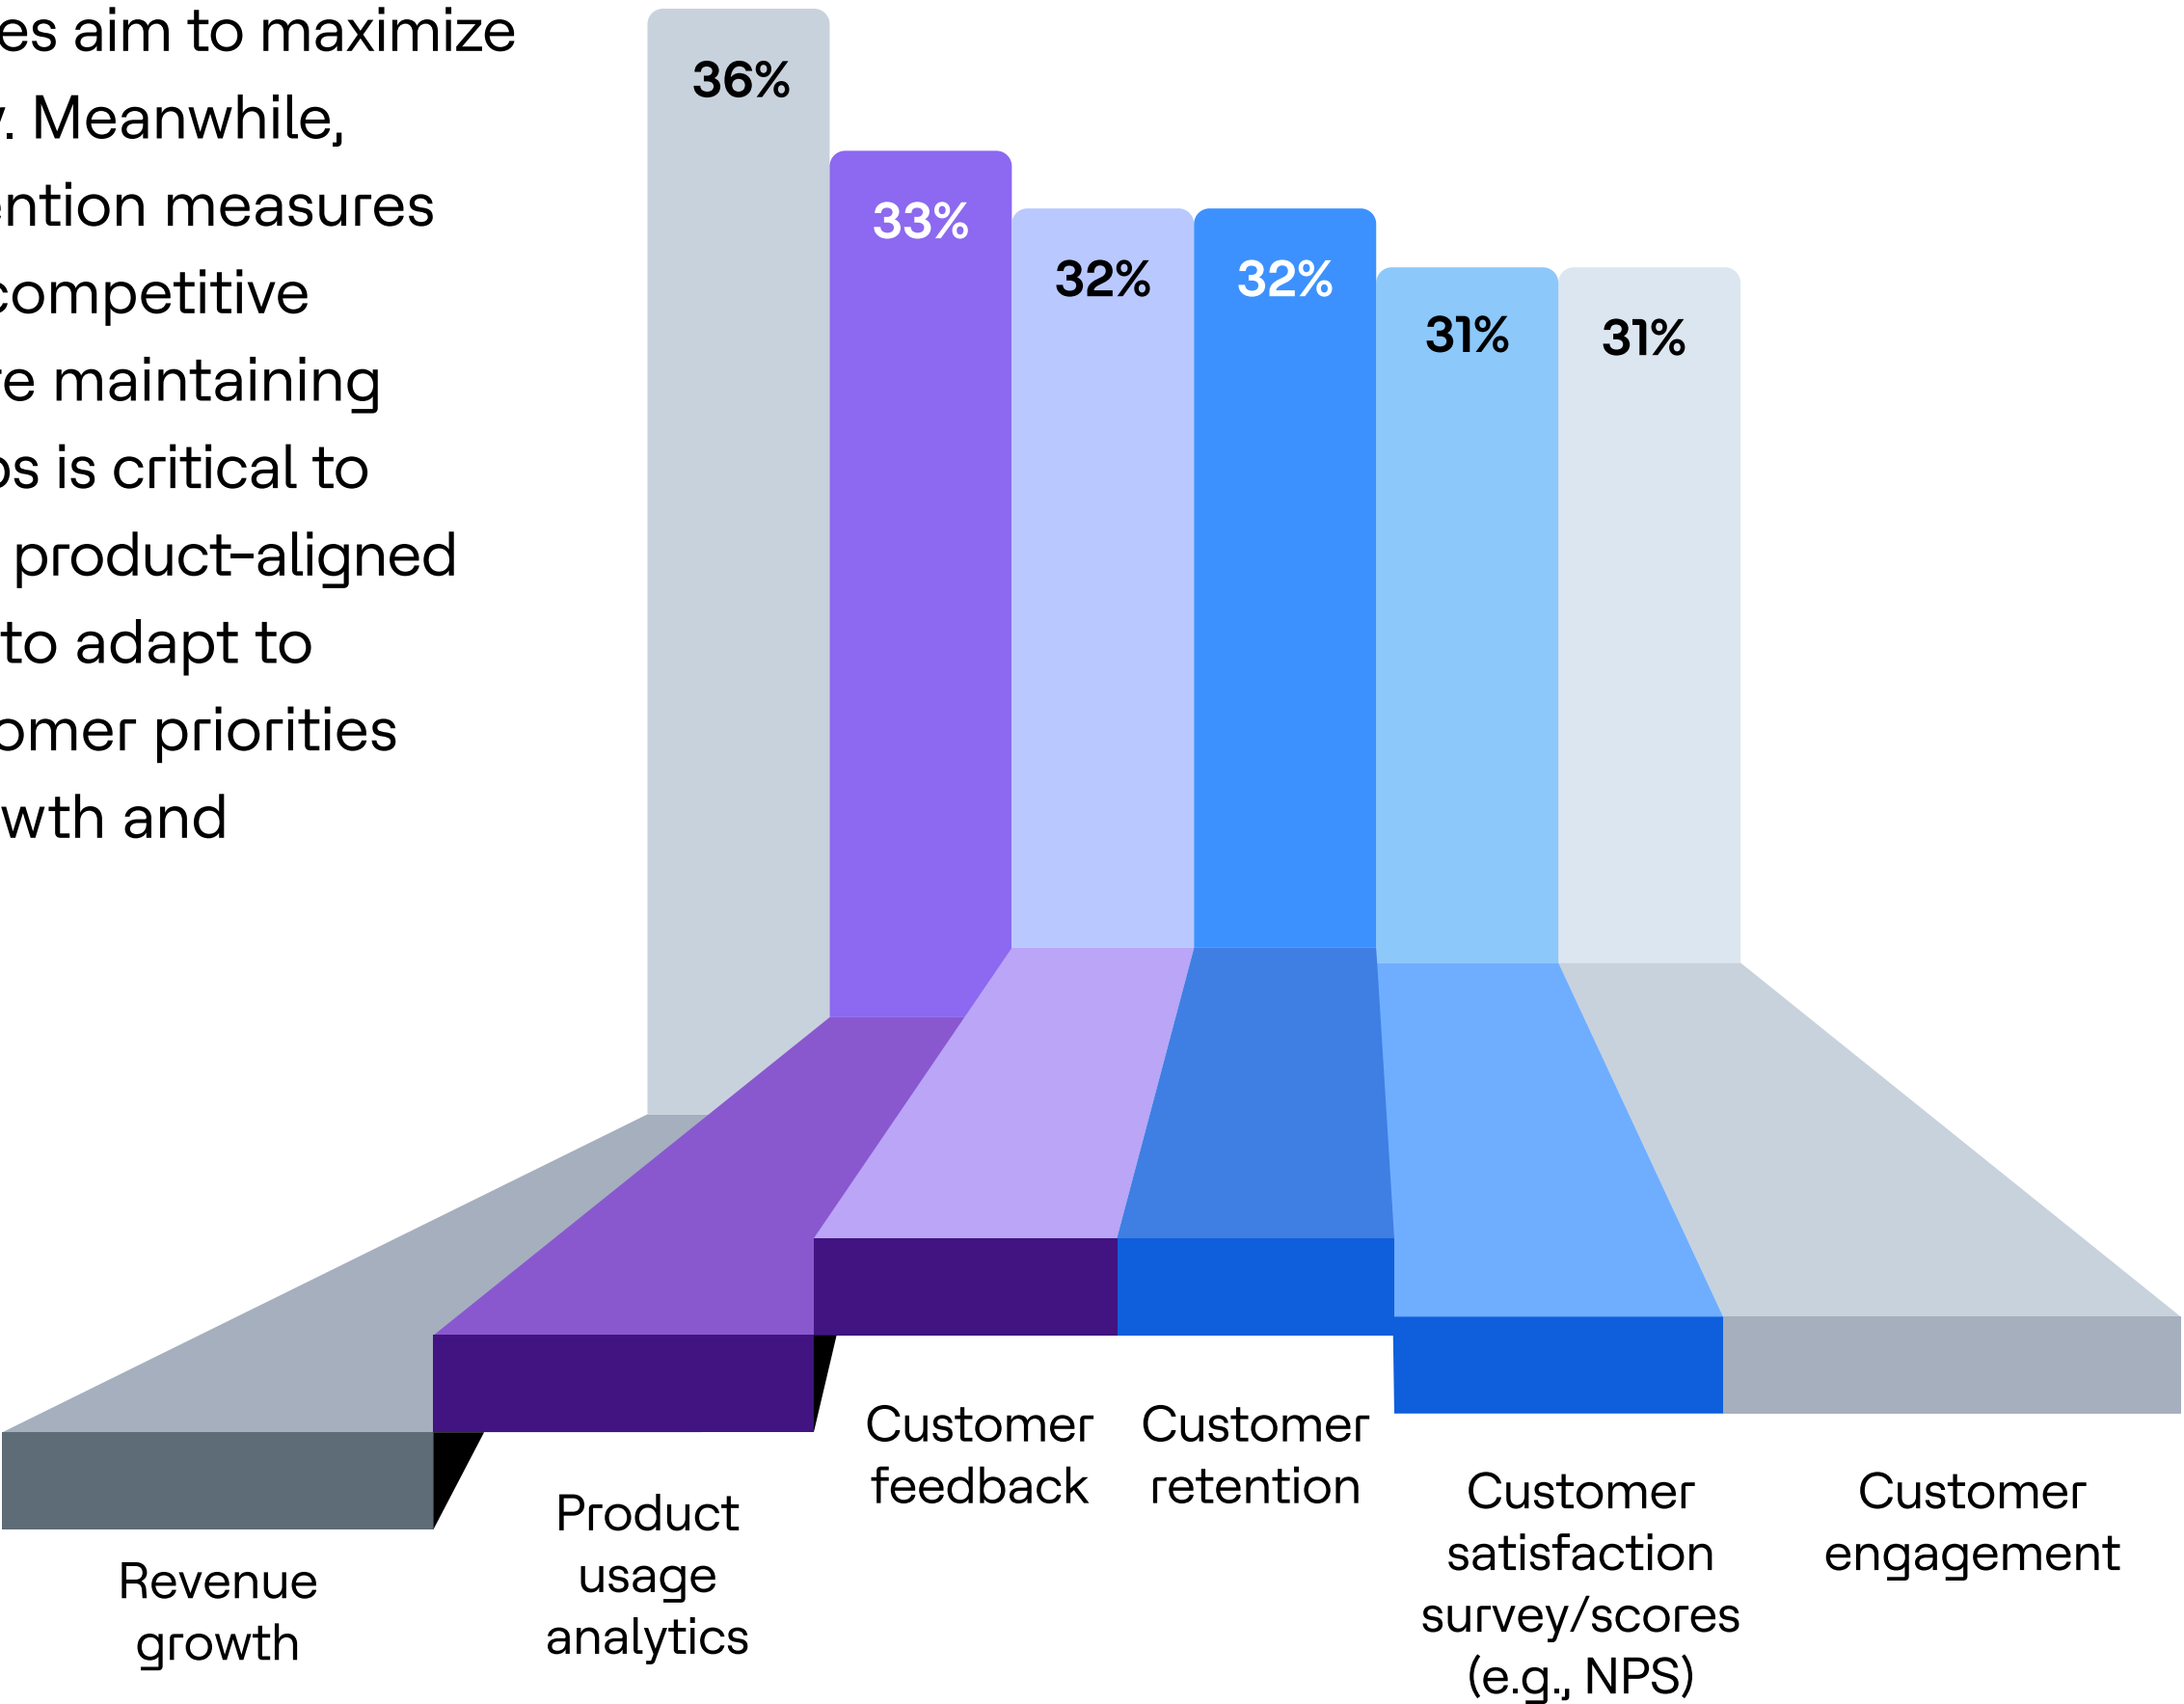 es aim to maximize
. Meanwhile,
ention measures
competitive
e maintaining
os is critical to
product-aligned
to adapt to
omer priorities
wth and
36%
33%
32%
32%
31%
31%
Revenue
growth
Product
usage
analytics
Customer
feedback
Customer
retention
Customer
satisfaction
survey/scores
(e.g., NPS)
Customer
engagement